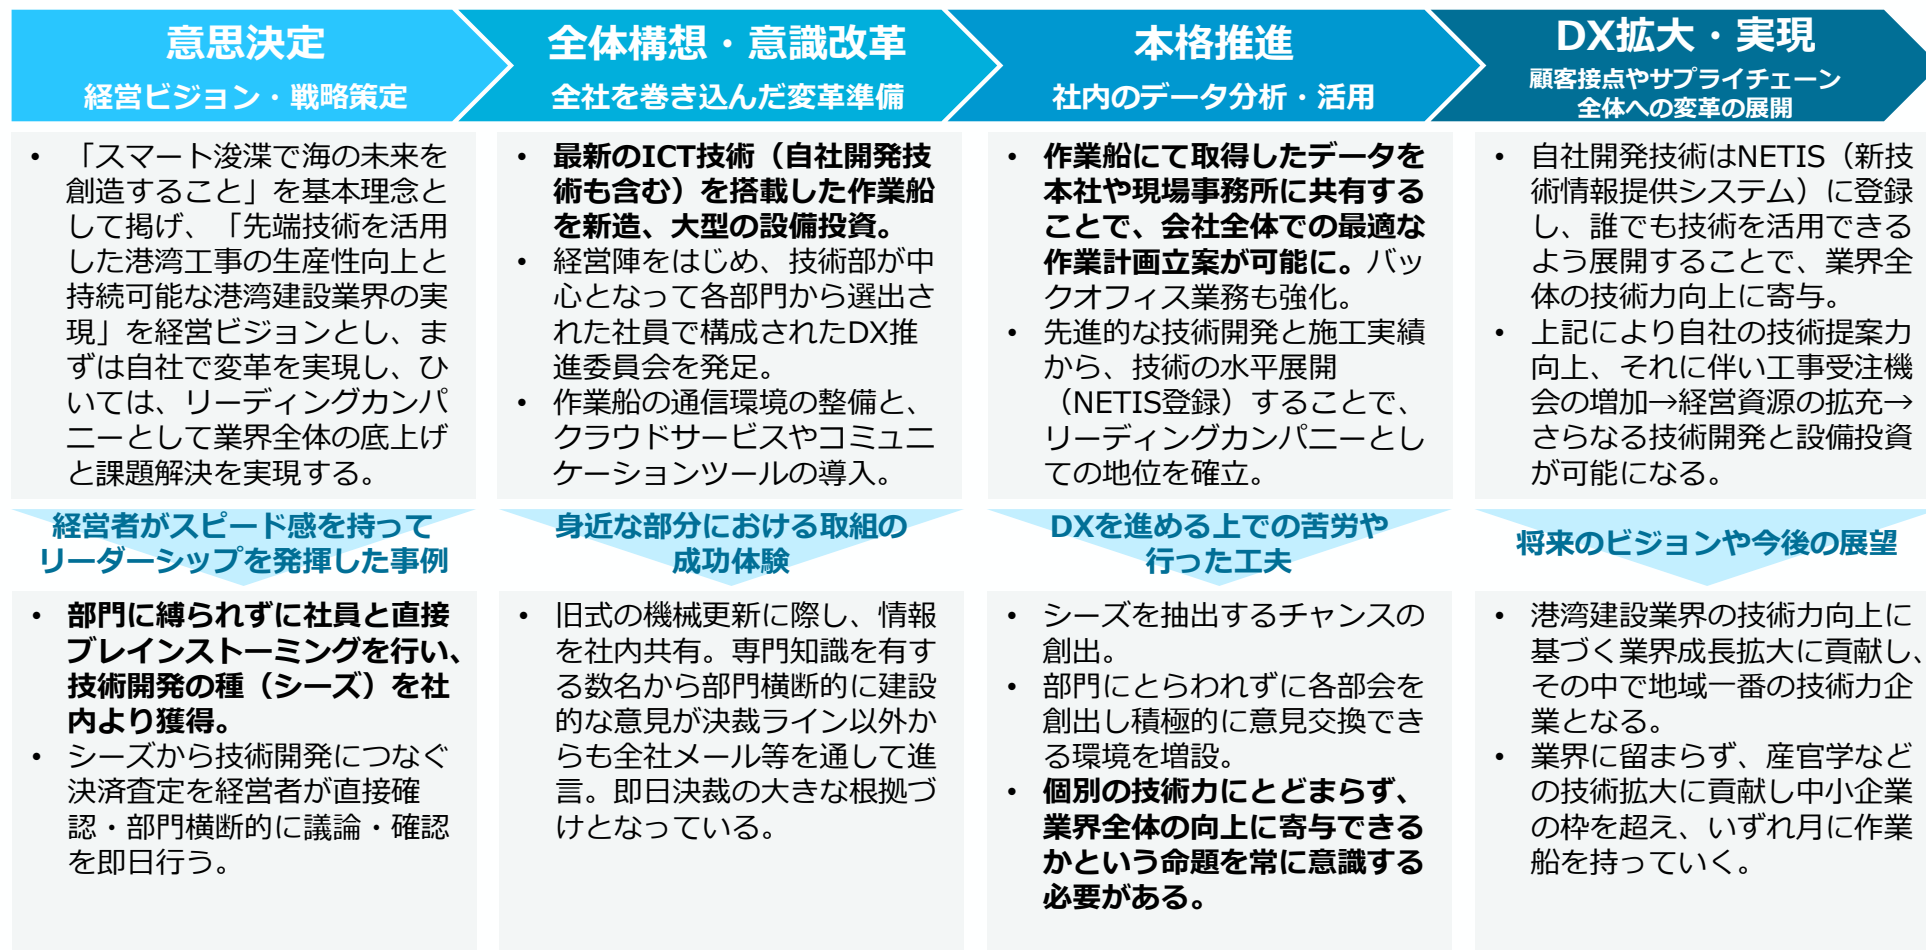 意思決定
経営ビジョン・戦略策定
全体構想・意識改革
全社を巻き込んだ変革準備
本格推進
社内のデータ分析・活用
DX拡大・実現
顧客接点やサプライチェーン
全体への変革の展開
• 「スマート浚渫で海の未来を
創造すること」を基本理念と
して掲げ、「先端技術を活用
した港湾工事の生産性向上と
持続可能な港湾建設業界の実
現」を経営ビジョンとし、ま
ずは自社で変革を実現し、ひ
いては、リーディングカンパ
ニーとして業界全体の底上げ
と課題解決を実現する。
• 最新のICT技術（自社開発技
術も含む）を搭載した作業船
を新造、大型の設備投資。
• 経営陣をはじめ、技術部が中
心となって各部門から選出さ
れた社員で構成されたDX推
進委員会を発足。
• 作業船の通信環境の整備と、
クラウドサービスやコミュニ
ケーションツールの導入。
• 作業船にて取得したデータを
本社や現場事務所に共有する
ことで、会社全体での最適な
作業計画立案が可能に。バッ
クオフィス業務も強化。
• 先進的な技術開発と施工実績
から、技術の水平展開
（NETIS登録）することで、
リーディングカンパニーとし
ての地位を確立。
• 自社開発技術はNETIS（新技
術情報提供システム）に登録
し、誰でも技術を活用できる
よう展開することで、業界全
体の技術力向上に寄与。
• 上記により自社の技術提案力
向上、それに伴い工事受注機
会の増加→経営資源の拡充→
さらなる技術開発と設備投資
が可能になる。
経営者がスピード感を持って
リーダーシップを発揮した事例
身近な部分における取組の
成功体験
DXを進める上での苦労や
行った工夫
将来のビジョンや今後の展望
• 部門に縛られずに社員と直接
ブレインストーミングを行い、
技術開発の種（シーズ）を社
内より獲得。
• シーズから技術開発につなぐ
決済査定を経営者が直接確
認・部門横断的に議論・確認
を即日行う。
• 旧式の機械更新に際し、情報
を社内共有。専門知識を有す
る数名から部門横断的に建設
的な意見が決裁ライン以外か
らも全社メール等を通して進
言。即日決裁の大きな根拠づ
けとなっている。
• シーズを抽出するチャンスの
創出。
• 部門にとらわれずに各部会を
創出し積極的に意見交換でき
る環境を増設。
• 個別の技術力にとどまらず、
業界全体の向上に寄与できる
かという命題を常に意識する
必要がある。
• 港湾建設業界の技術力向上に
基づく業界成長拡大に貢献し、
その中で地域一番の技術力企
業となる。
• 業界に留まらず、産官学など
の技術拡大に貢献し中小企業
の枠を超え、いずれ月に作業
船を持っていく。